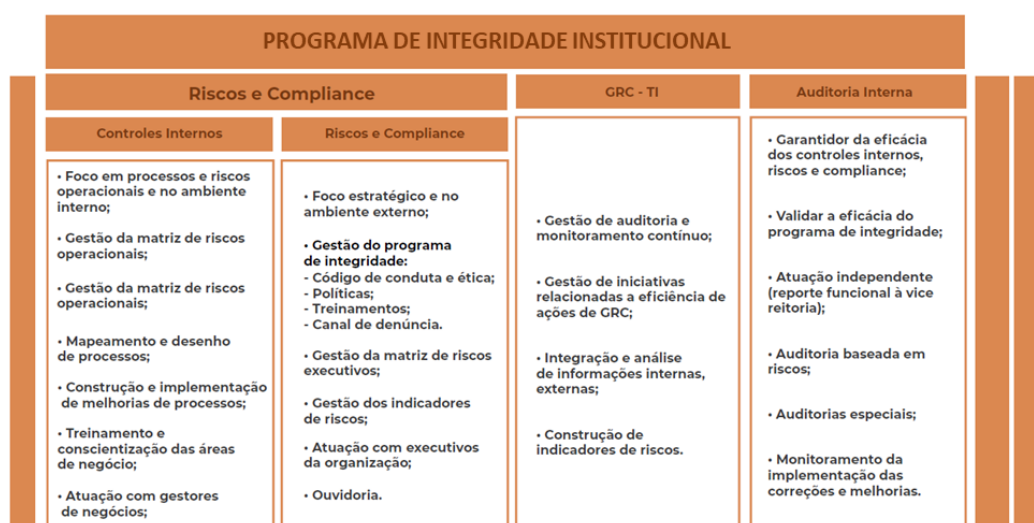 PROGRAMA DE INTEGRIDADE INSTITUCIONAL
Riscos e Compliance
GRC - TI
Auditoria Interna
Controles Internos
Riscos e Compliance
• Foco em processos e riscos
operacionais e no ambiente
interno;
• Gestão da matriz de riscos
operacionais;
• Gestão da matriz de riscos
operacionais;
• Mapeamento e desenho
de processos;
• Construção e implementação
de melhorias de processos;
• Treinamento e
conscientização das áreas
de negócio;
• Atuação com gestores
de negócios;
• Foco estratégico e no
ambiente externo;
• Gestão do programa
de integridade:
- Código de conduta e ética;
- Políticas;
- Treinamentos;
- Canal de denúncia.
• Gestão da matriz de riscos
executivos;
• Gestão dos indicadores
de riscos;
• Atuação com executivos
da organização;
• Ouvidoria.
• Gestão de auditoria e
monitoramento contínuo;
• Gestão de iniciativas
relacionadas a eficiência de
ações de GRC;
• Integração e análise
de informações internas,
externas;
• Construção de
indicadores de riscos.
• Garantidor da eficácia
dos controles internos,
riscos e compliance;
• Validar a eficácia do
programa de integridade;
• Atuação independente
(reporte funcional à vice
reitoria);
• Auditoria baseada em
riscos;
• Auditorias especiais;
• Monitoramento da
implementação das
correções e melhorias.